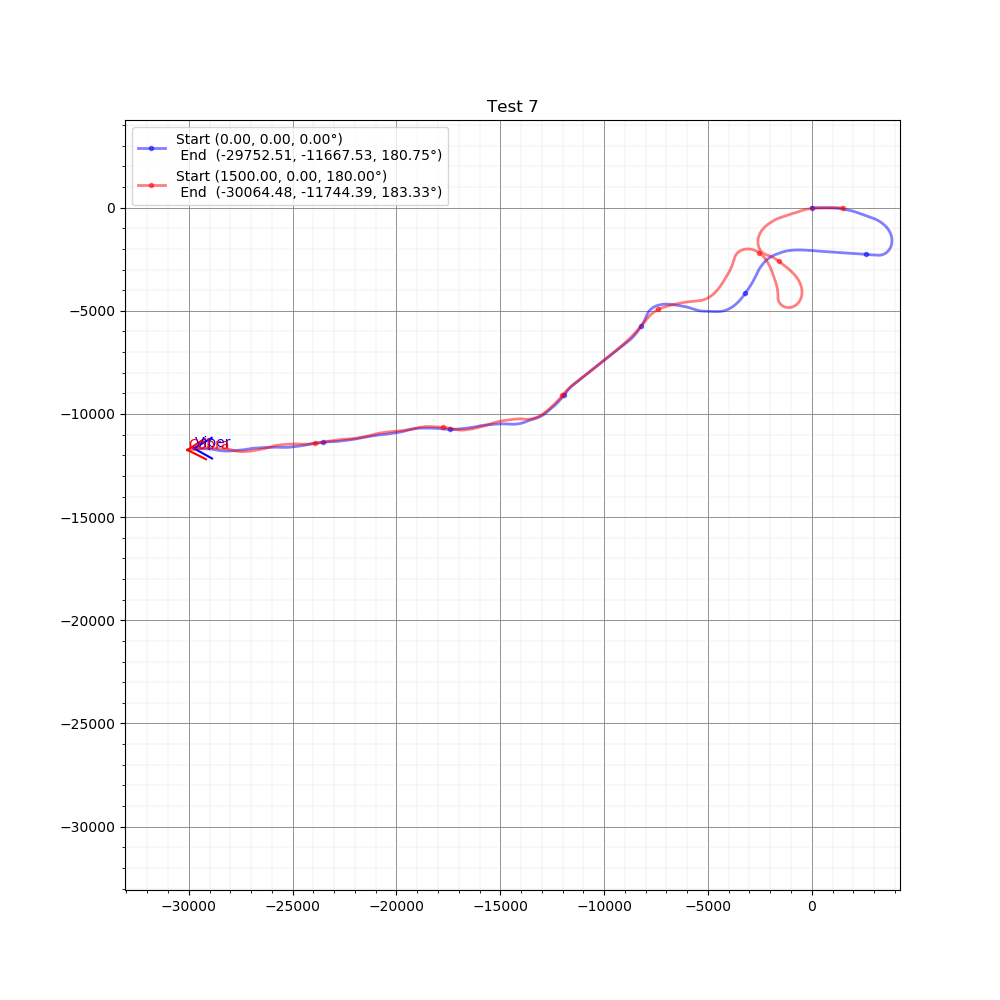 Test 7
Start (0.00, 0.00, 0.00°)
End (-29752.51, -11667.53, 180.75°)
Start (1500.00, 0.00, 180.00°)
End (-30064.48, -11744.39, 183.33°)
0
−5000
−10000
−15000
−20000
−25000
−30000
Viper
−30000 −25000 −20000 −15000 −10000 −5000 0